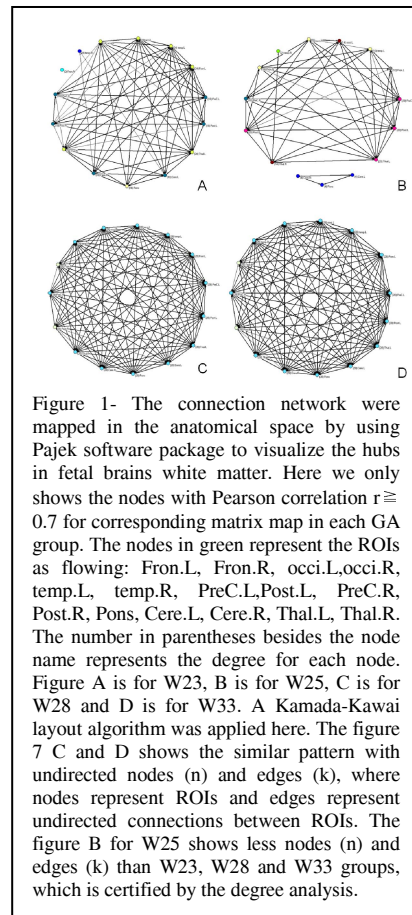 A
B
C
D
Figure 1- The connection network were
mapped in the anatomical space by using
Pajek software package to visualize the hubs
in fetal brains white matter. Here we only
shows the nodes with Pearson correlation r≧
0.7 for corresponding matrix map in each GA
group. The nodes in green represent the ROIs
as flowing: Fron.L, Fron.R, occi.L,occi.R,
temp.L, temp.R, PreC.L,Post.L, PreC.R,
Post.R, Pons, Cere.L, Cere.R, Thal.L, Thal.R.
The number in parentheses besides the node
name represents the degree for each node.
Figure A is for W23, B is for W25, C is for
W28 and D is for W33. A Kamada-Kawai
layout algorithm was applied here. The figure
7 C and D shows the similar pattern with
undirected nodes (n) and edges (k), where
nodes represent ROIs and edges represent
undirected connections between ROIs. The
figure B for W25 shows less nodes (n) and
edges (k) than W23, W28 and W33 groups,
which is certified by the degree analysis.